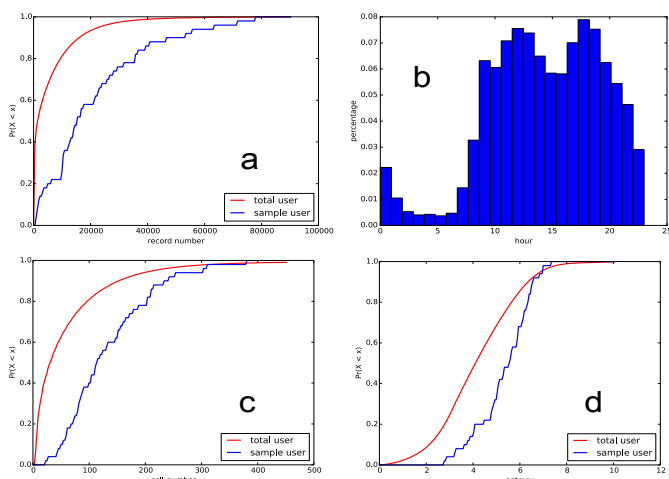 1.0
0.8
0.6
0.4
0.2
0.0
Pr(X < x)
a
total user
sample user
0 20000 40000 60000 80000 100000
record number
0.08
0.07
0.06
0.05
0.04
0.03
0.02
0.01
0.00
percentage
b
0 5 10 15 20 25
hour
1.0
0.8
0.6
0.4
0.2
0.0
Pr(X < x)
c
total user
sample user
0 100 200 300 400 500
cell number
1.0
0.8
0.6
0.4
0.2
0.0
Pr(X < x)
d
total user
sample user
0 2 4 6 8 10 12
entropy